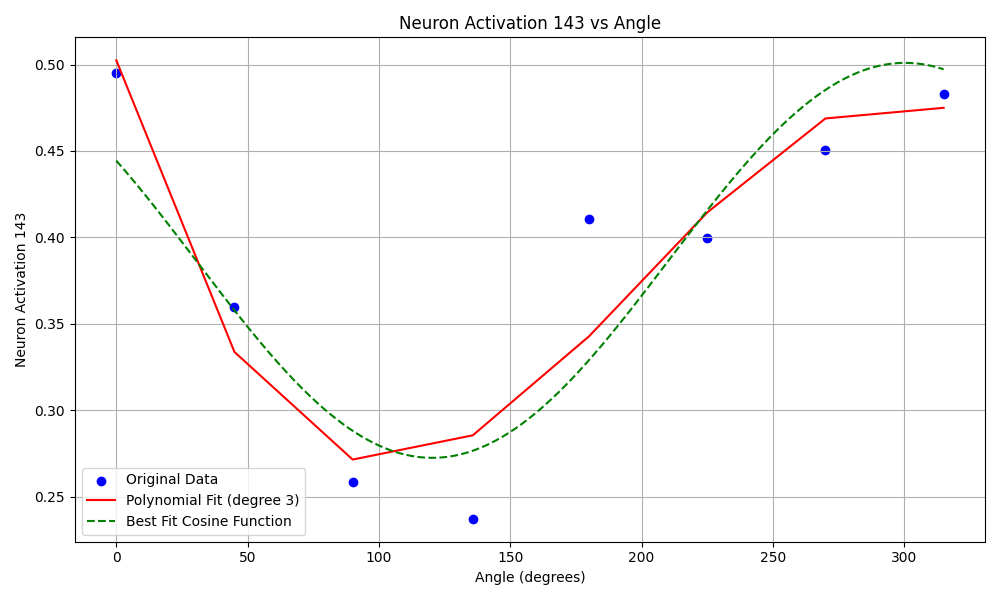 Neuron Activation 143 vs Angle
Neuron Activation 143
0.50
0.45
0.40
0.35
0.30
0.25
Original Data
Polynomial Fit (degree 3)
Best Fit Cosine Function
0 50 100 150 200 250 300
Angle (degrees)